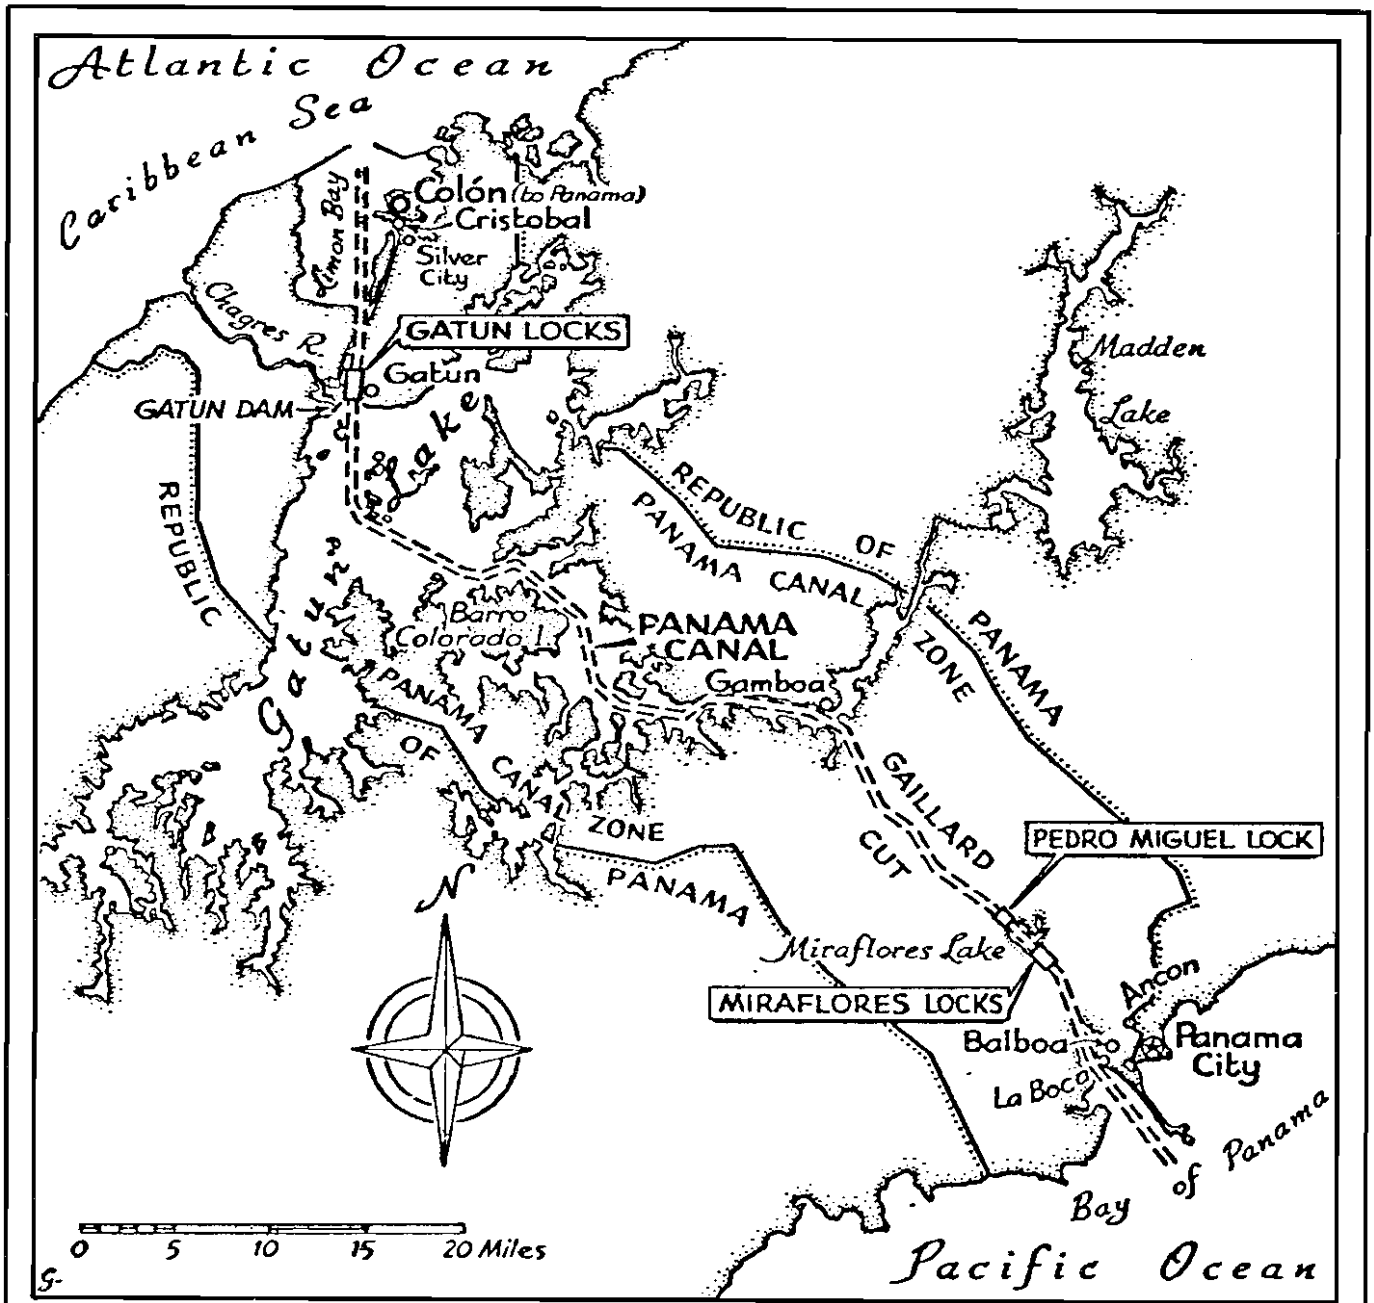 Atlantic Ocean
Caribbean Sea
Limon Bay
Colón (to Panama)
Cristobal
Silver
City
Chagres R.
GATUN LOCKS
Gatun
GATUN DAM
Madden
Lake
Gatun Lake
REPUBLIC
REPUBLIC OF PANAMA
PANAMA CANAL ZONE
Barro
Colorado I.
PANAMA
CANAL
Gamboa
PANAMA CANAL ZONE
OF PANAMA
GAILLARD
CUT
PEDRO MIGUEL LOCK
N
Miraflores Lake
MIRAFLORES LOCKS
Ancon
Balboa
Panama
City
La Boca
Bay of Panama
0 5 10 15 20 Miles
Pacific Ocean
G-